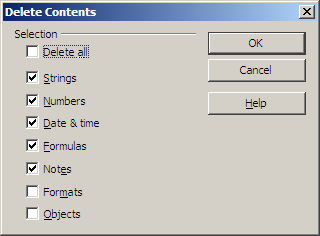 Delete Contents
Selection
Delete all
Strings
Numbers
Date & time
Formulas
Notes
Formats
Objects
OK
Cancel
Help